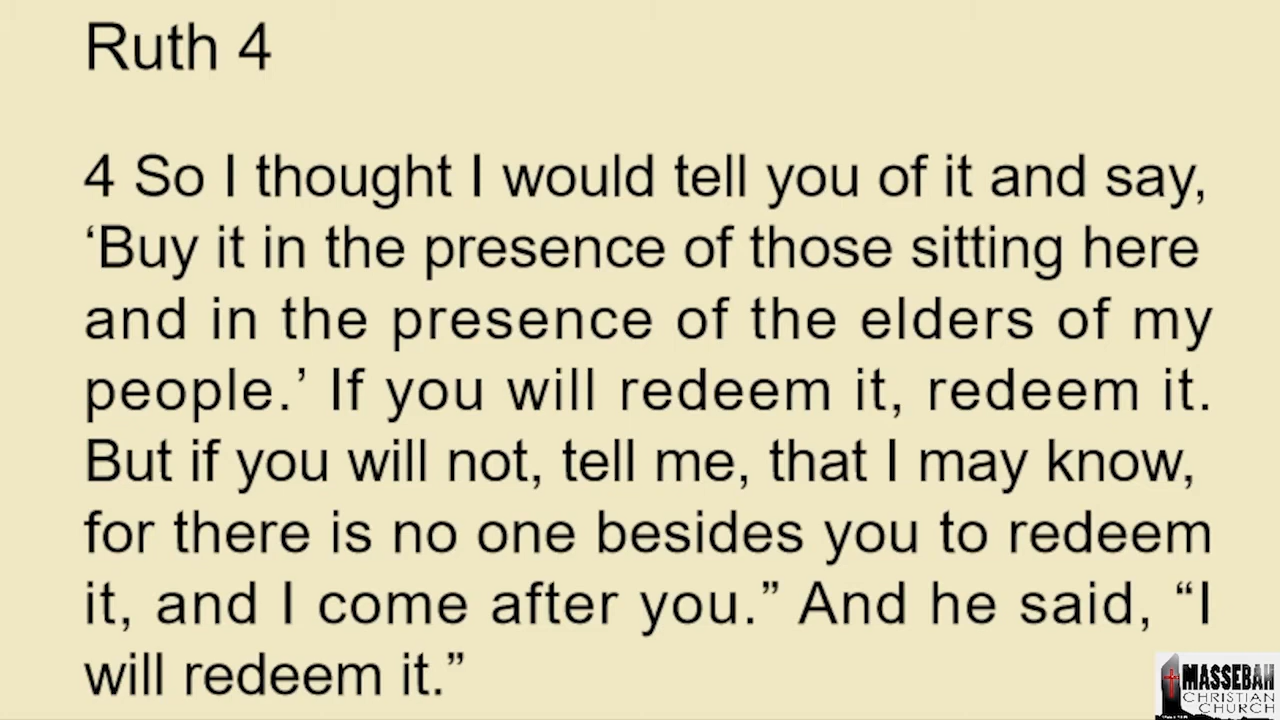 Ruth 4
4 So I thought I would tell you of it and say,
‘Buy it in the presence of those sitting here
and in the presence of the elders of my
people.’ If you will redeem it, redeem it.
But if you will not, tell me, that I may know,
for there is no one besides you to redeem
it, and I come after you.” And he said, “I
will redeem it.”
MASSEBAH
CHRISTIAN
CHURCH